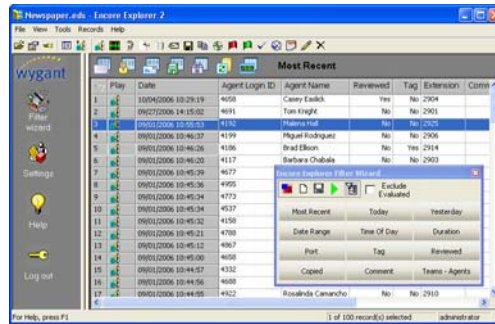 Newspaper.eds - Encore Explorer 2
File View Tools Records Help
wygant
Most Recent
Play Date Agent Login ID Agent Name Reviewed Tag Extension
1 10/04/2006 10:29:19 4658 Casey Easlick Yes No 2904
2 09/27/2006 14:15:02 4691 Tom Knight No No 2901
3 09/01/2006 10:55:53 4192 Malena Hall No No 2925
4 09/01/2006 10:46:37 4199 Miguel Rodriguez No No 2906
5 09/01/2006 10:46:26 4186 Brad Ellison No Yes 2914
6 09/01/2006 10:46:20 4117 Barbara Chabala No No 2903
7 09/01/2006 10:45:39 4677
8 09/01/2006 10:45:36 4955
9 09/01/2006 10:45:34 4773
10 09/01/2006 10:45:34 4537
11 09/01/2006 10:45:32 4158
12 09/01/2006 10:45:21 4788
13 09/01/2006 10:45:12 4867
14 09/01/2006 10:45:00 4658
15 09/01/2006 10:44:57 4332
16 09/01/2006 10:44:56 4688
17 09/01/2006 10:44:55 4922 Rosalinda Camancho No No 2910
Filter
wizard
Settings
Help
Log out
Encore Explorer Filter Wizard
Exclude
Evaluated
Most Recent Today Yesterday
Date Range Time Of Day Duration
Port Tag Reviewed
Copied Comment Teams - Agents
For Help, press F1
1 of 100 record(s) selected
administrator